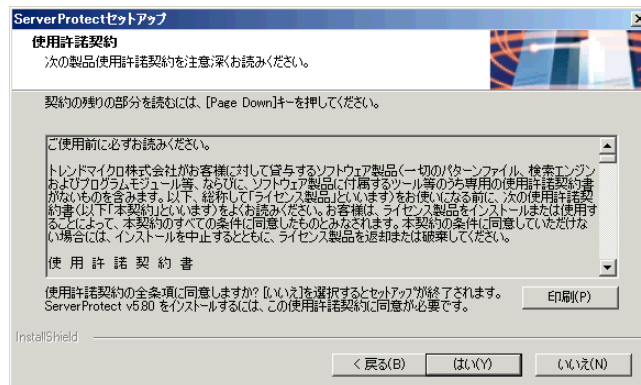 ServerProtectセットアップ
使用許諾契約
次の製品使用許諾契約を注意深くお読みください。
契約の残りの部分を読むには、[Page Down]キーを押してください。
ご使用前に必ずお読みください。
トレンドマイクロ株式会社がお客様に対して貸与するソフトウェア製品(一切のパターンファイル、検索エンジン
およびプログラムモジュール等、ならびに、ソフトウェア製品に付属するツール等のうち専用の使用許諾契約書
がないものを含みます。以下、総称して「ライセンス製品」といいます)をお使いになる前に、次の使用許諾契
約書(以下「本契約」といいます)をよくお読みください。お客様は、ライセンス製品をインストールまたは使用す
ることによって、本契約のすべての条件に同意したものとみなされます。本契約の条件に同意していただけな
い場合には、インストールを中止するとともに、ライセンス製品を返却または破棄してください。
使 用 許 諾 契 約 書
使用許諾契約の全条項に同意しますか? [いいえ]を選択するとセットアップが終了されます。
ServerProtect v5.80 をインストールするには、この使用許諾契約に同意が必要です。
印刷(P)
InstallShield
< 戻る(B)
はい(Y)
いいえ(N)